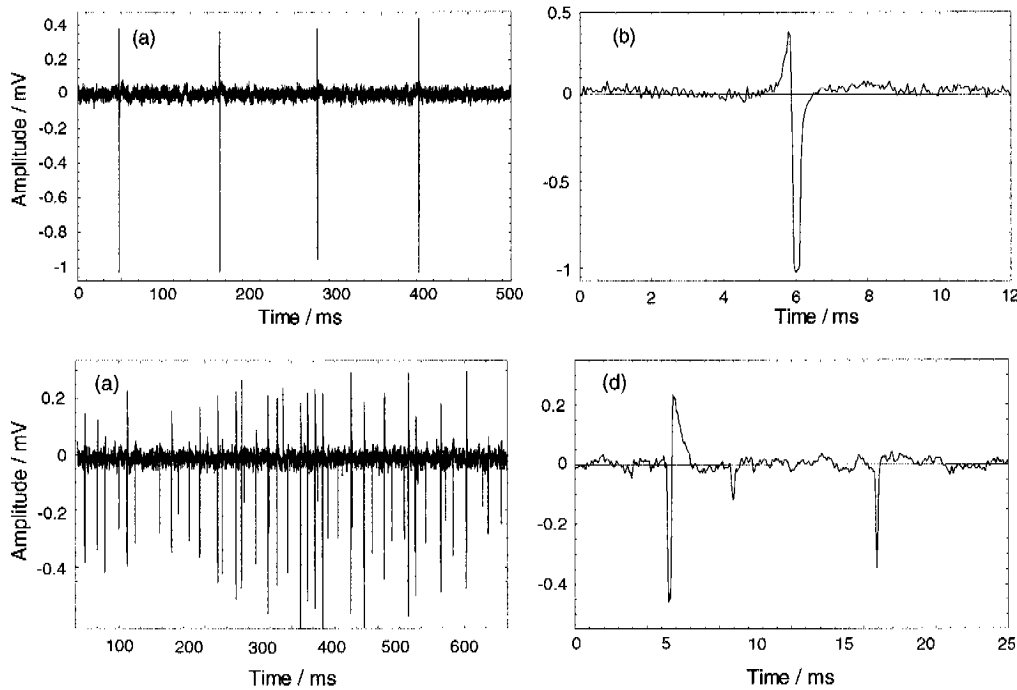 (a)
0.4
0.2
0
-0.2
-0.4
-0.6
-0.8
-1
Amplitude / mV
0 100 200 300 400 500
Time / ms
(b)
0.5
0
-0.5
-1
0 2 4 6 8 10 12
Time / ms
(a)
0.2
0
-0.2
-0.4
Amplitude / mV
100 200 300 400 500 600
Time / ms
(d)
0.2
0
-0.2
-0.4
0 5 10 15 20 25
Time / ms